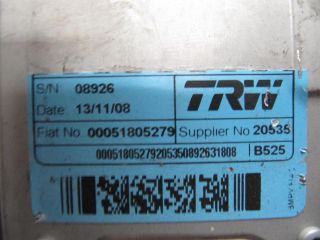 S/N 08926
Date 13/11/08
TRW
Fiat No 00051805279 Supplier No 20535
00051805279205350892631808 B525